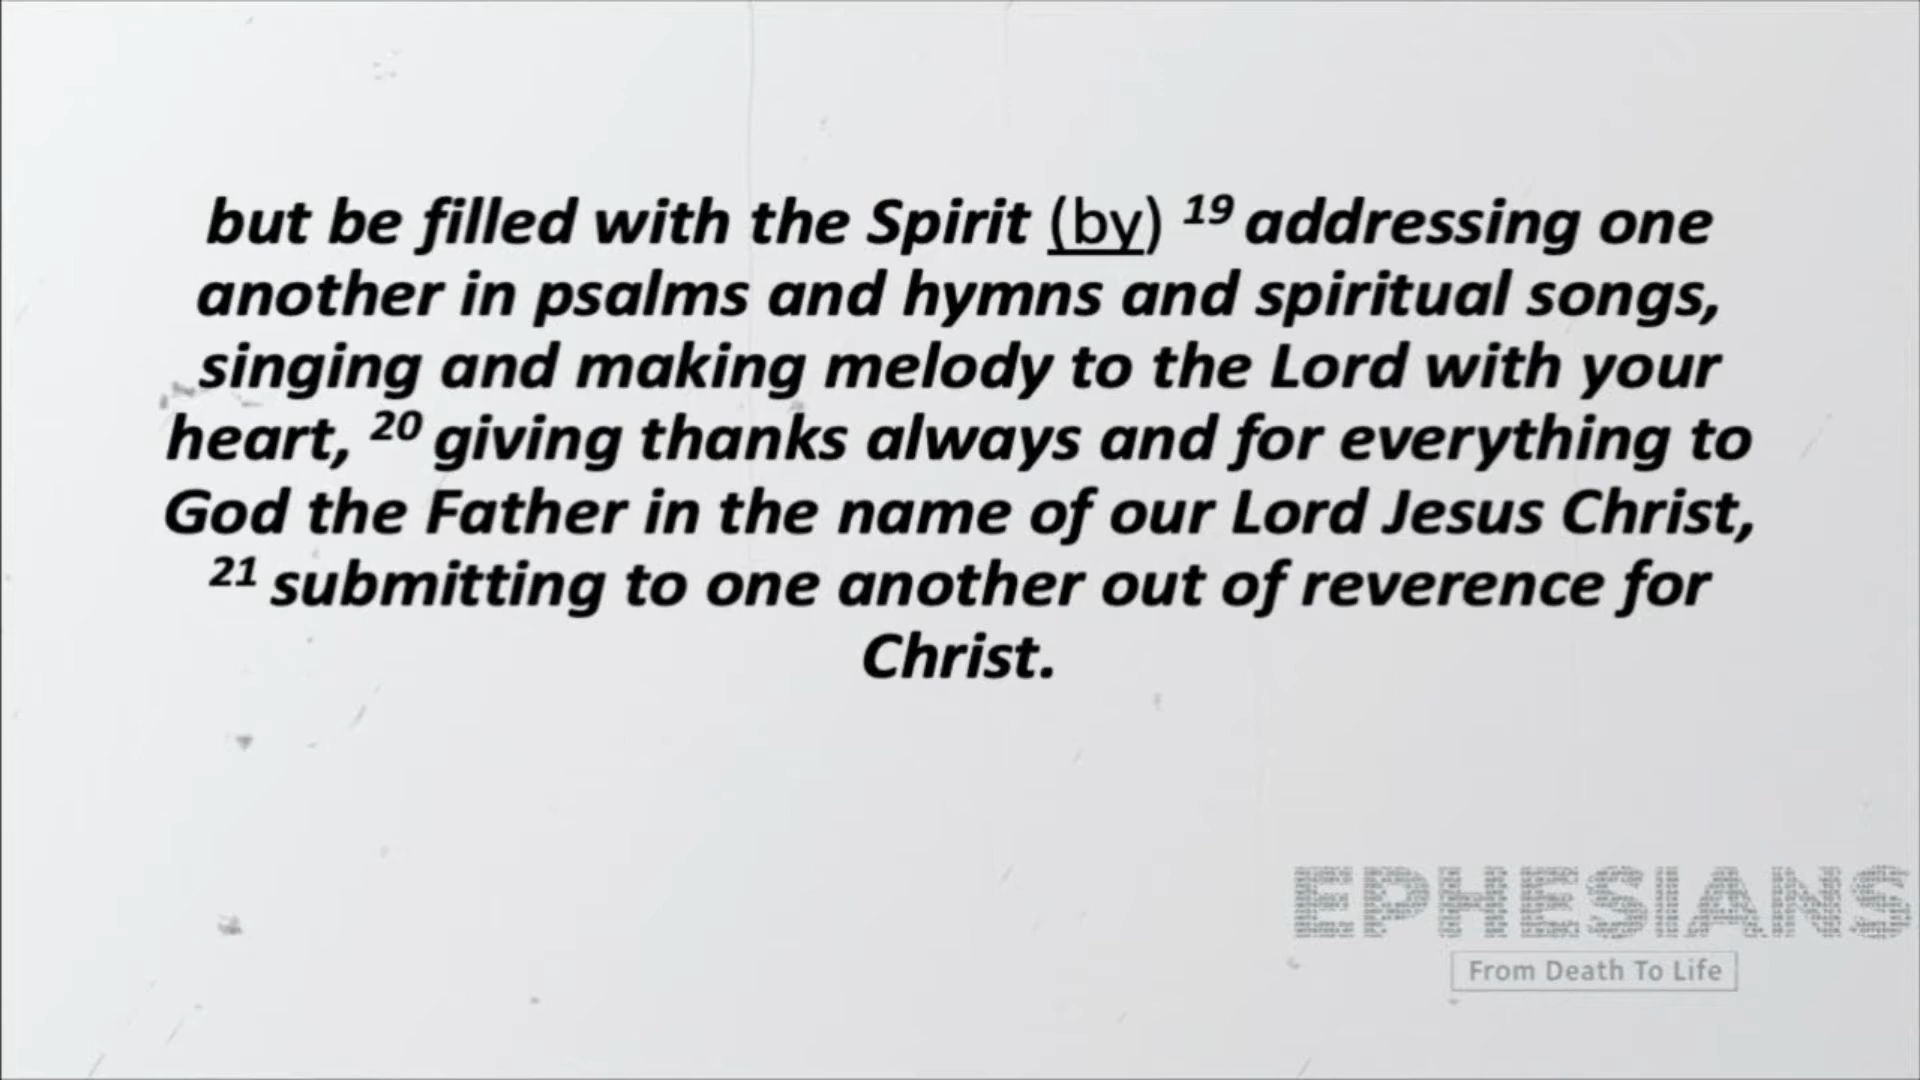 but be filled with the Spirit (by) 19 addressing one
another in psalms and hymns and spiritual songs,
singing and making melody to the Lord with your
heart, 20 giving thanks always and for everything to
God the Father in the name of our Lord Jesus Christ,
21 submitting to one another out of reverence for
Christ.
EPHESIANS
From Death To Life